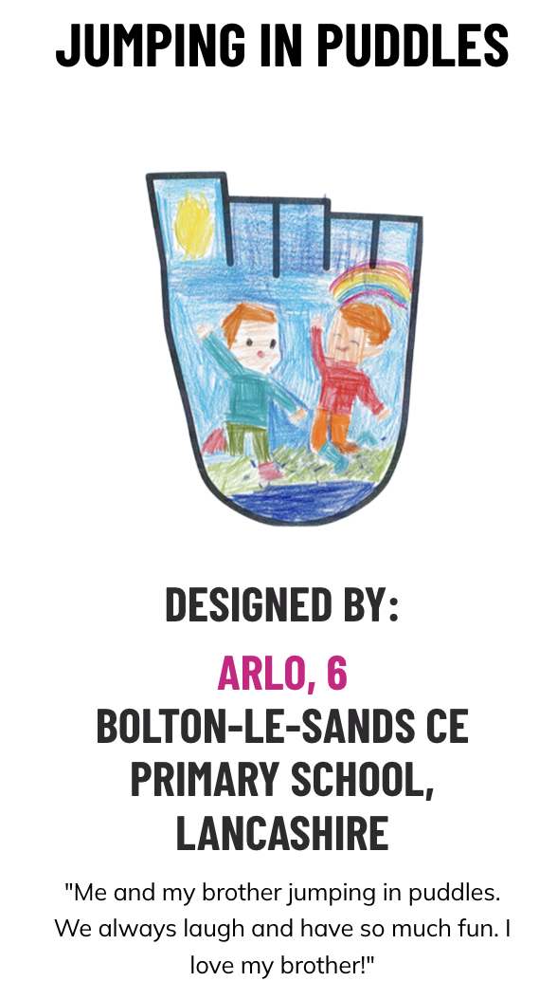 JUMPING IN PUDDLES
DESIGNED BY:
ARLO, 6
BOLTON-LE-SANDS CE
PRIMARY SCHOOL,
LANCASHIRE
"Me and my brother jumping in puddles.
We always laugh and have so much fun. I
love my brother!"